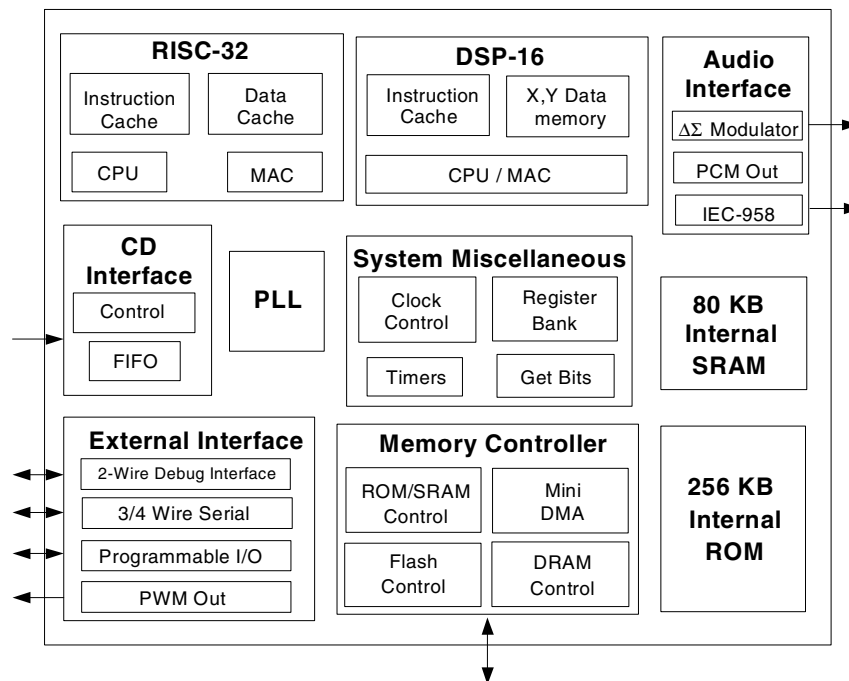 RISC-32
Instruction
Cache
Data
Cache
CPU
MAC
DSP-16
Instruction
Cache
X,Y Data
memory
CPU / MAC
Audio
Interface
ΔΣ Modulator
PCM Out
IEC-958
CD
Interface
Control
FIFO
PLL
System Miscellaneous
Clock
Control
Register
Bank
Timers
Get Bits
80 KB
Internal
SRAM
External Interface
2-Wire Debug Interface
3/4 Wire Serial
Programmable I/O
PWM Out
Memory Controller
ROM/SRAM
Control
Mini
DMA
Flash
Control
DRAM
Control
256 KB
Internal
ROM